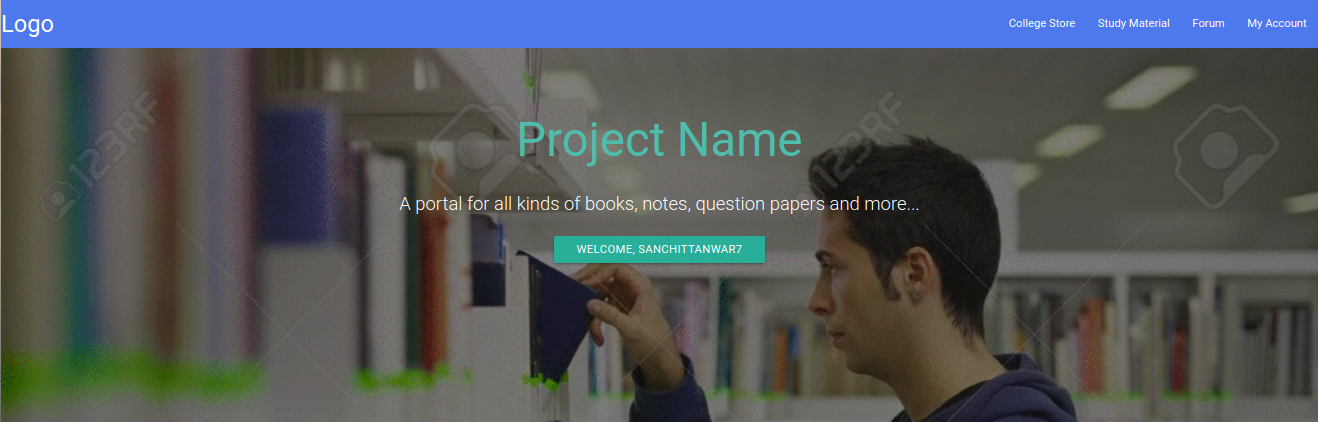 Logo
College Store Study Material Forum My Account
123RF
123RF
Project Name
A portal for all kinds of books, notes, question papers and more...
WELCOME, SANCHITTANWAR7